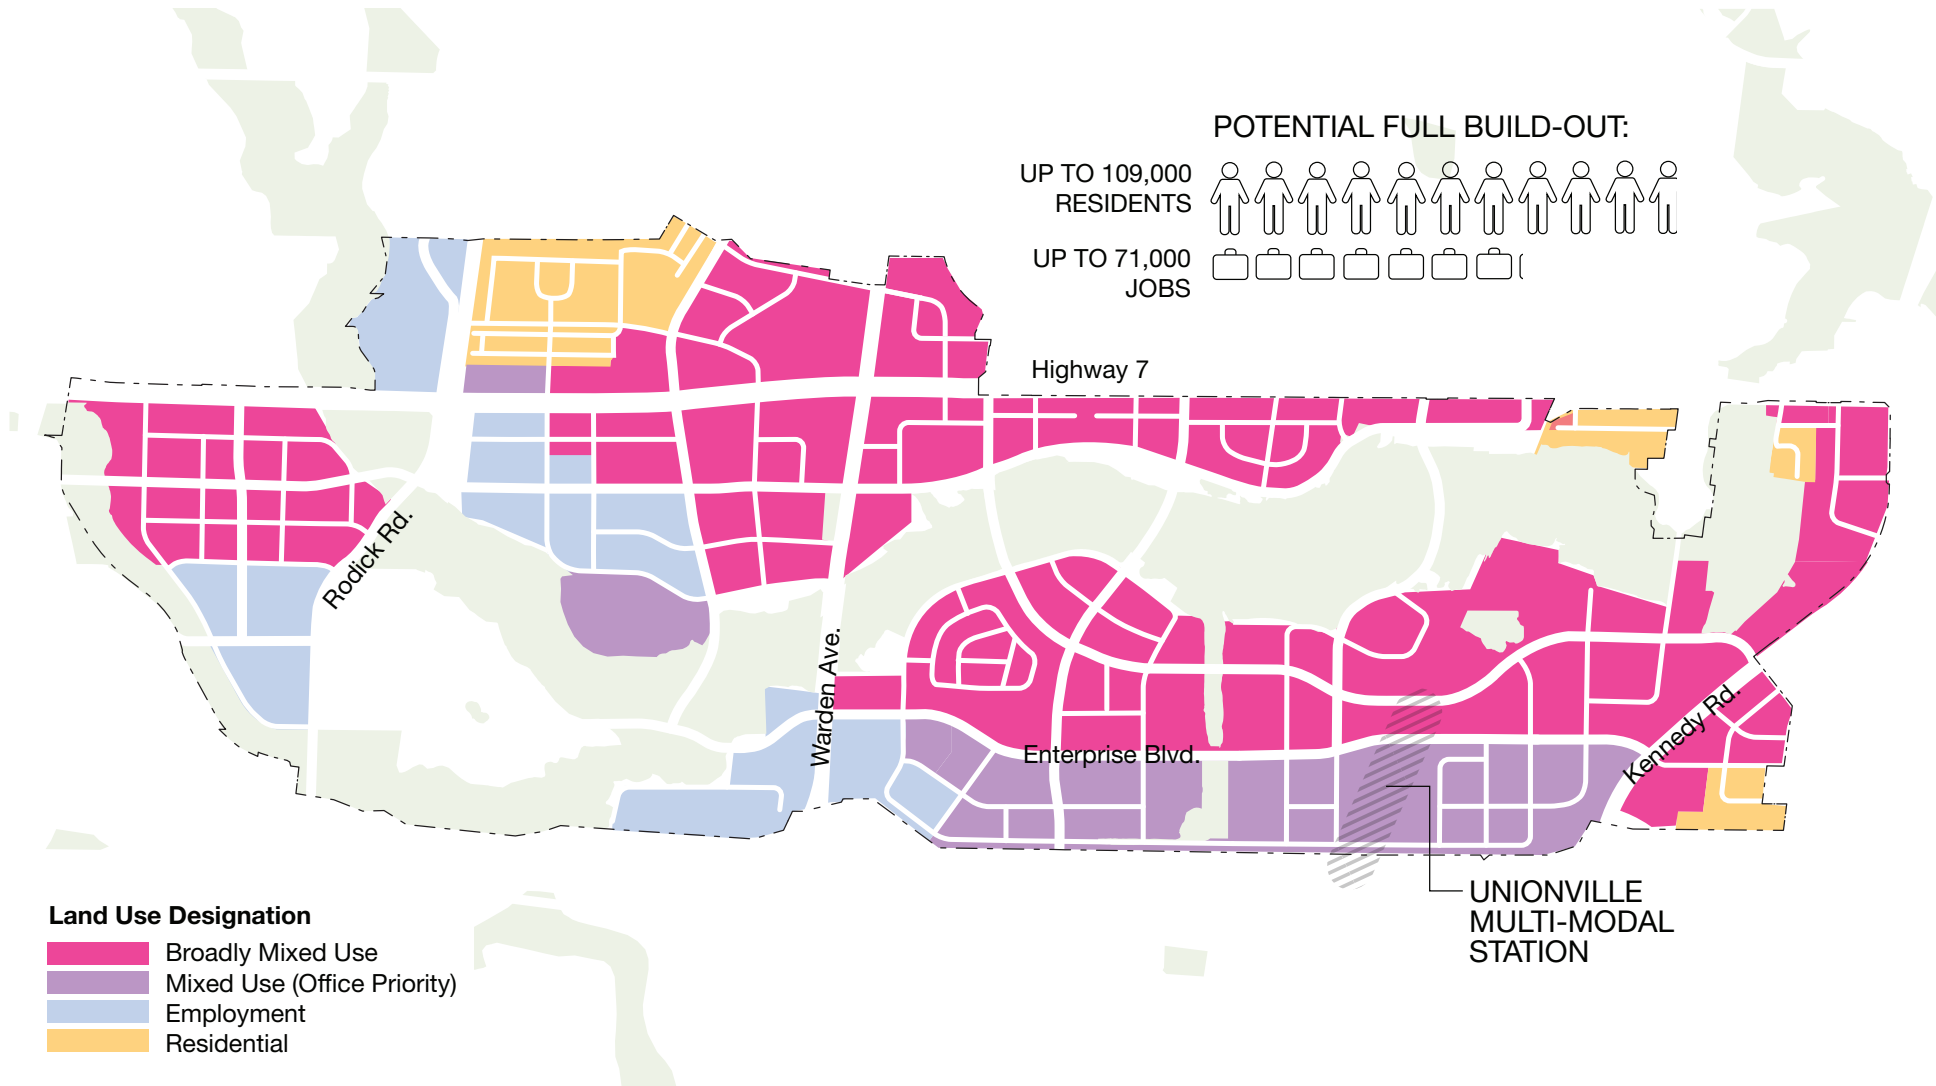 POTENTIAL FULL BUILD-OUT:
UP TO 109,000
RESIDENTS
UP TO 71,000
JOBS
Highway 7
Rodick Rd.
Warden Ave.
Enterprise Blvd.
Kennedy Rd.
UNIONVILLE
MULTI-MODAL
STATION
Land Use Designation
Broadly Mixed Use
Mixed Use (Office Priority)
Employment
Residential